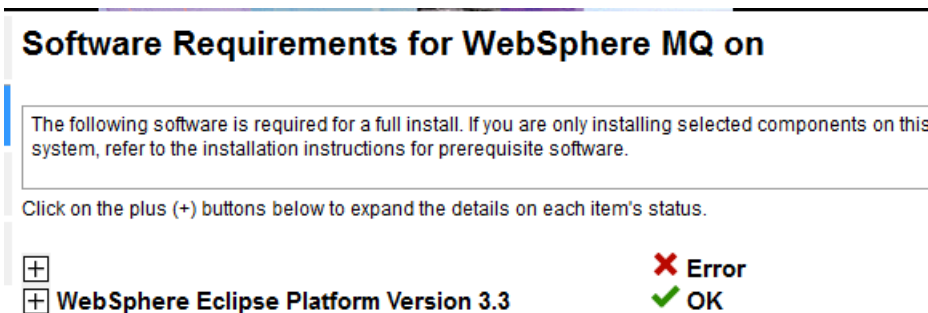 Software Requirements for WebSphere MQ on
The following software is required for a full install. If you are only installing selected components on this
system, refer to the installation instructions for prerequisite software.
Click on the plus (+) buttons below to expand the details on each item's status.
Error
WebSphere Eclipse Platform Version 3.3 OK